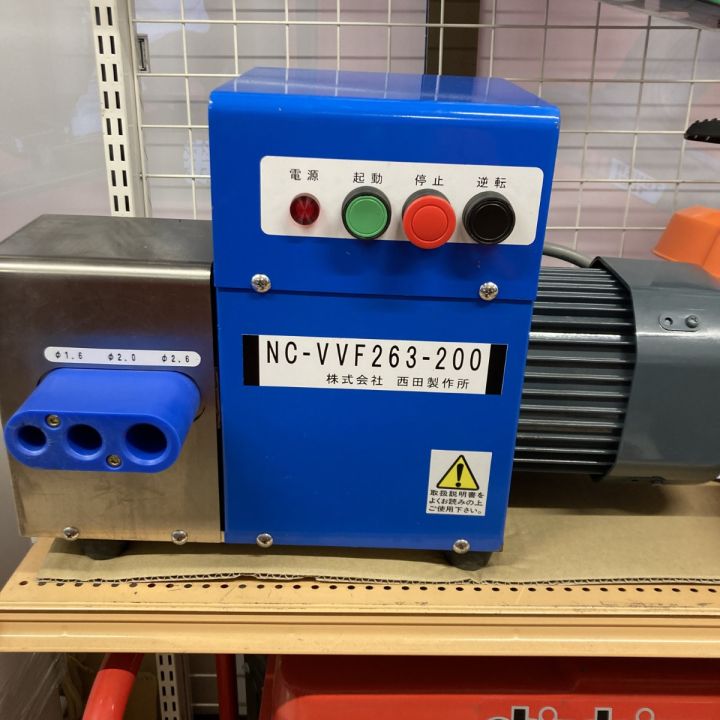 電源 起動 停止 逆転
φ1.6 φ2.0 φ2.6
NC-VVF263-200
株式会社 西田製作所
取扱説明書を
よくお読みの上
ご使用下さい。